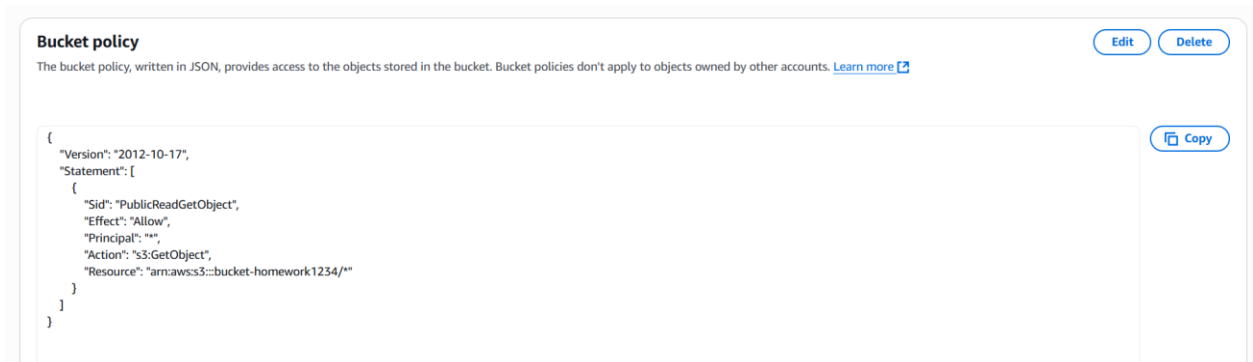 Bucket policy
Edit
Delete
The bucket policy, written in JSON, provides access to the objects stored in the bucket. Bucket policies don't apply to objects owned by other accounts. Learn more
Copy
{
"Version": "2012-10-17",
"Statement": [
{
"Sid": "PublicReadGetObject",
"Effect": "Allow",
"Principal": "*",
"Action": "s3:GetObject",
"Resource": "arn:aws:s3:::bucket-homework1234/*"
}
]
}